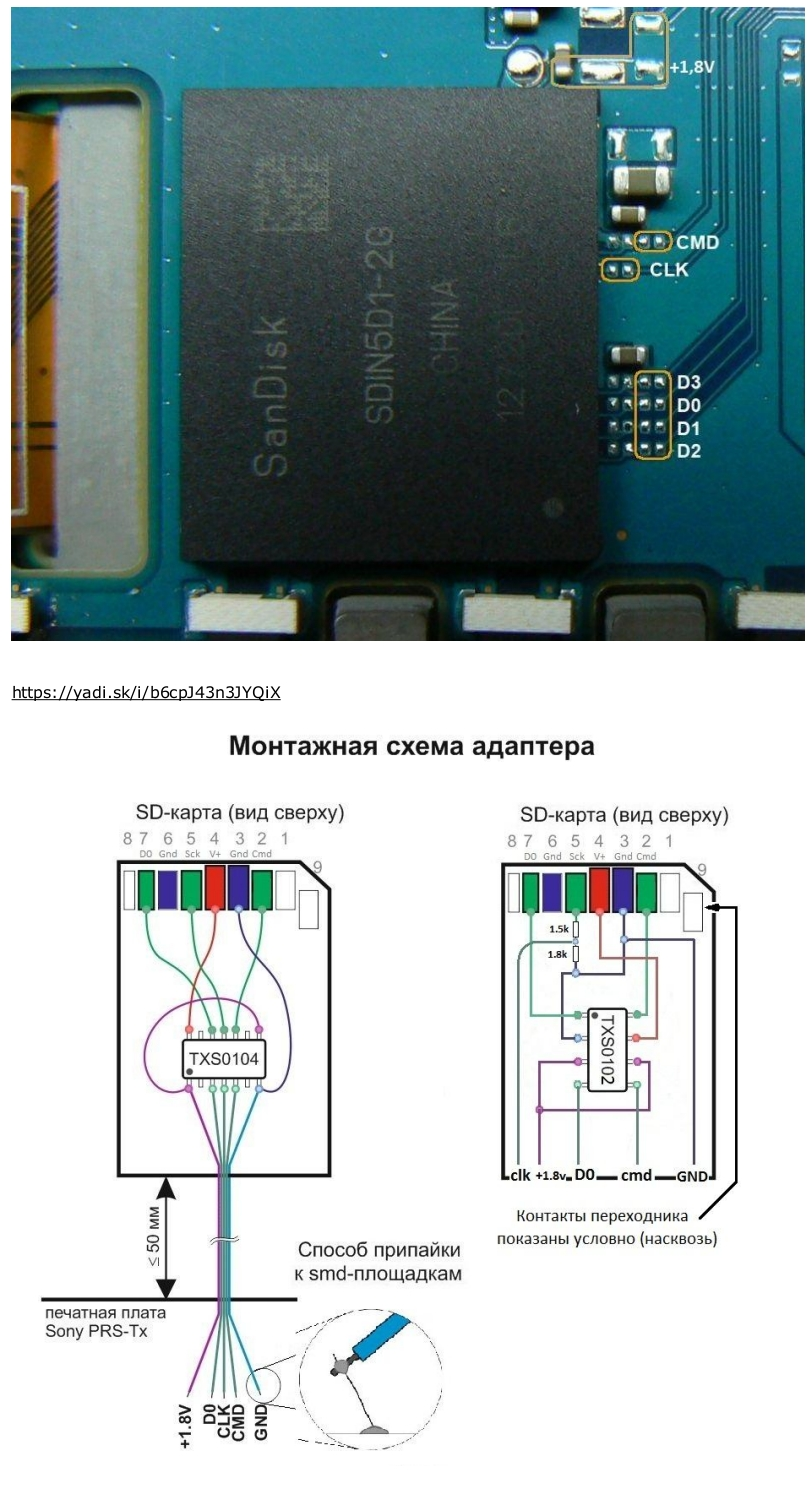 +1,8V
SanDisk
SDIN5D1-2G
CHINA
CMD
CLK
D3
D0
D1
D2
https://yadi.sk/i/b6cpJ43n3JYQiX
Монтажная схема адаптера
SD-карта (вид сверху)
8 7 6 5 4 3 2 1
D0 Gnd Sck V+ Gnd Cmd
9
TXS0104
≤ 50 мм
печатная плата
Sony PRS-Tx
+1.8V
D0
CLK
CMD
GND
Способ припайки
к smd-площадкам
SD-карта (вид сверху)
8 7 6 5 4 3 2 1
D0 Gnd Sck V+ Gnd Cmd
9
1.5k
1.8k
TXS0102
clk +1.8v D0 cmd GND
Контакты переходника
показаны условно (насквозь)